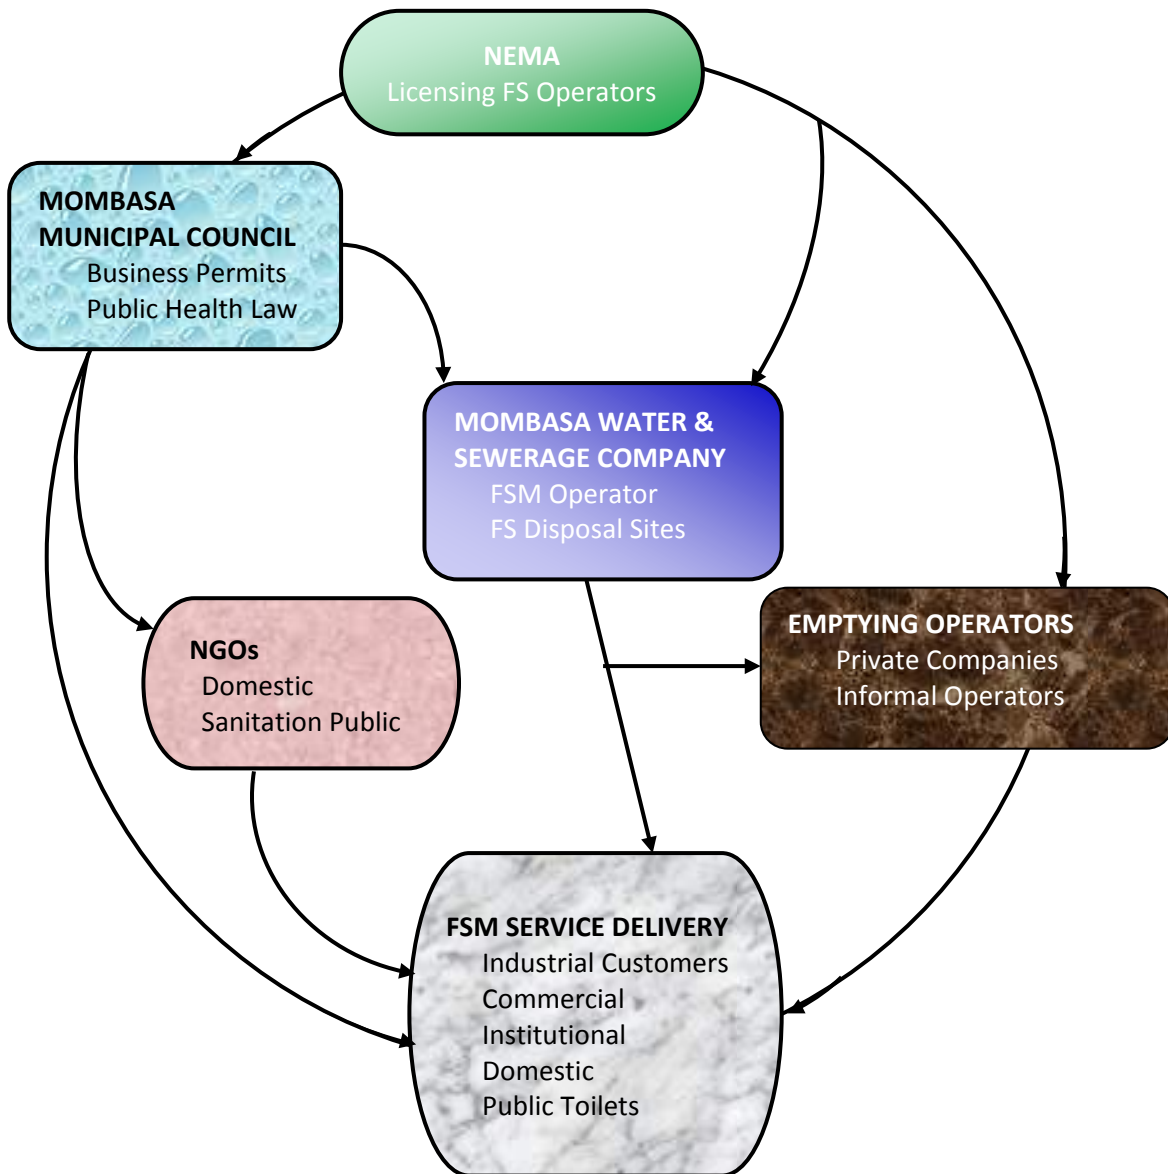 NEMA
Licensing FS Operators
MOMBASA
MUNICIPAL COUNCIL
Business Permits
Public Health Law
MOMBASA WATER &
SEWERAGE COMPANY
FSM Operator
FS Disposal Sites
NGOs
Domestic
Sanitation Public
EMPTYING OPERATORS
Private Companies
Informal Operators
FSM SERVICE DELIVERY
Industrial Customers
Commercial
Institutional
Domestic
Public Toilets